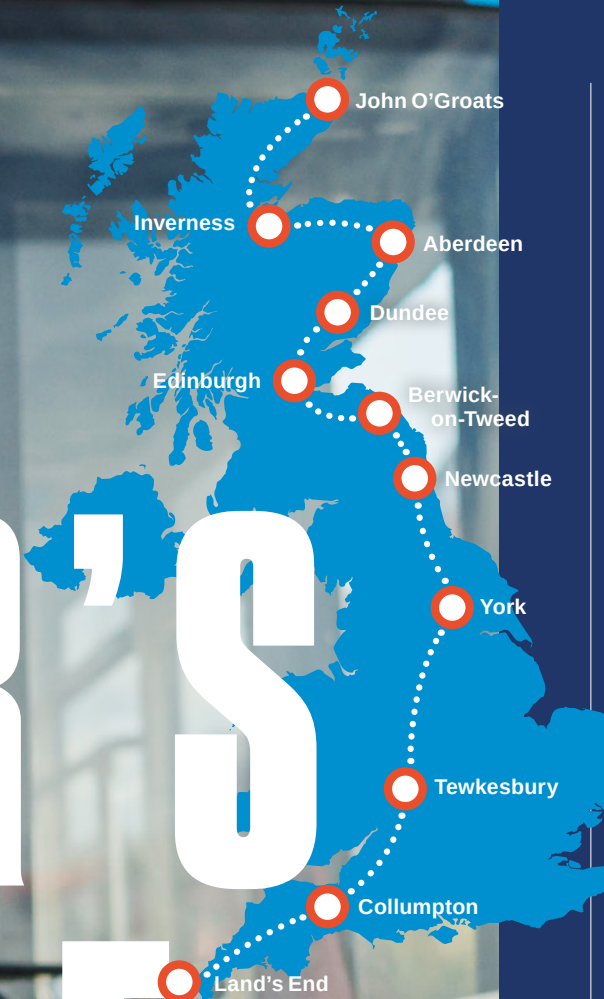 John O’Groats
Inverness
Aberdeen
Dundee
Edinburgh
Berwick-
on-Tweed
Newcastle
R’S
York
Tewkesbury
Collumpton
Land’s End